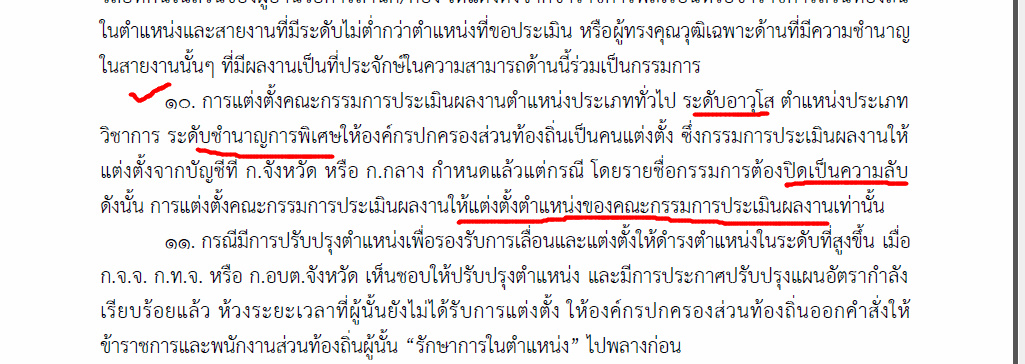 ในตำแหน่งและสายงานที่มีระดับไม่ต่ำกว่าตำแหน่งที่ขอประเมิน หรือผู้ทรงคุณวุฒิเฉพาะด้านที่มีความชำนาญ
ในสายงานนั้นๆ ที่มีผลงานเป็นที่ประจักษ์ในความสามารถด้านนี้ร่วมเป็นกรรมการ
๑๐. การแต่งตั้งคณะกรรมการประเมินผลงานตำแหน่งประเภททั่วไป ระดับอาวุโส ตำแหน่งประเภท
วิชาการ ระดับชำนาญการพิเศษให้องค์กรปกครองส่วนท้องถิ่นเป็นคนแต่งตั้ง ซึ่งกรรมการประเมินผลงานให้
แต่งตั้งจากบัญชีที่ ก.จังหวัด หรือ ก.กลาง กำหนดแล้วแต่กรณี โดยรายชื่อกรรมการต้องปิดเป็นความลับ
ดังนั้น การแต่งตั้งคณะกรรมการประเมินผลงานให้แต่งตั้งตำแหน่งของคณะกรรมการประเมินผลงานเท่านั้น
๑๑. กรณีมีการปรับปรุงตำแหน่งเพื่อรองรับการเลื่อนและแต่งตั้งให้ดำรงตำแหน่งในระดับที่สูงขึ้น เมื่อ
ก.จ.จ. ก.ท.จ. หรือ ก.อบต.จังหวัด เห็นชอบให้ปรับปรุงตำแหน่ง และมีการประกาศปรับปรุงแผนอัตรากำลัง
เรียบร้อยแล้ว ห้วงระยะเวลาที่ผู้นั้นยังไม่ได้รับการแต่งตั้ง ให้องค์กรปกครองส่วนท้องถิ่นออกคำสั่งให้
ข้าราชการและพนักงานส่วนท้องถิ่นผู้นั้น “รักษาการในตำแหน่ง” ไปพลางก่อน